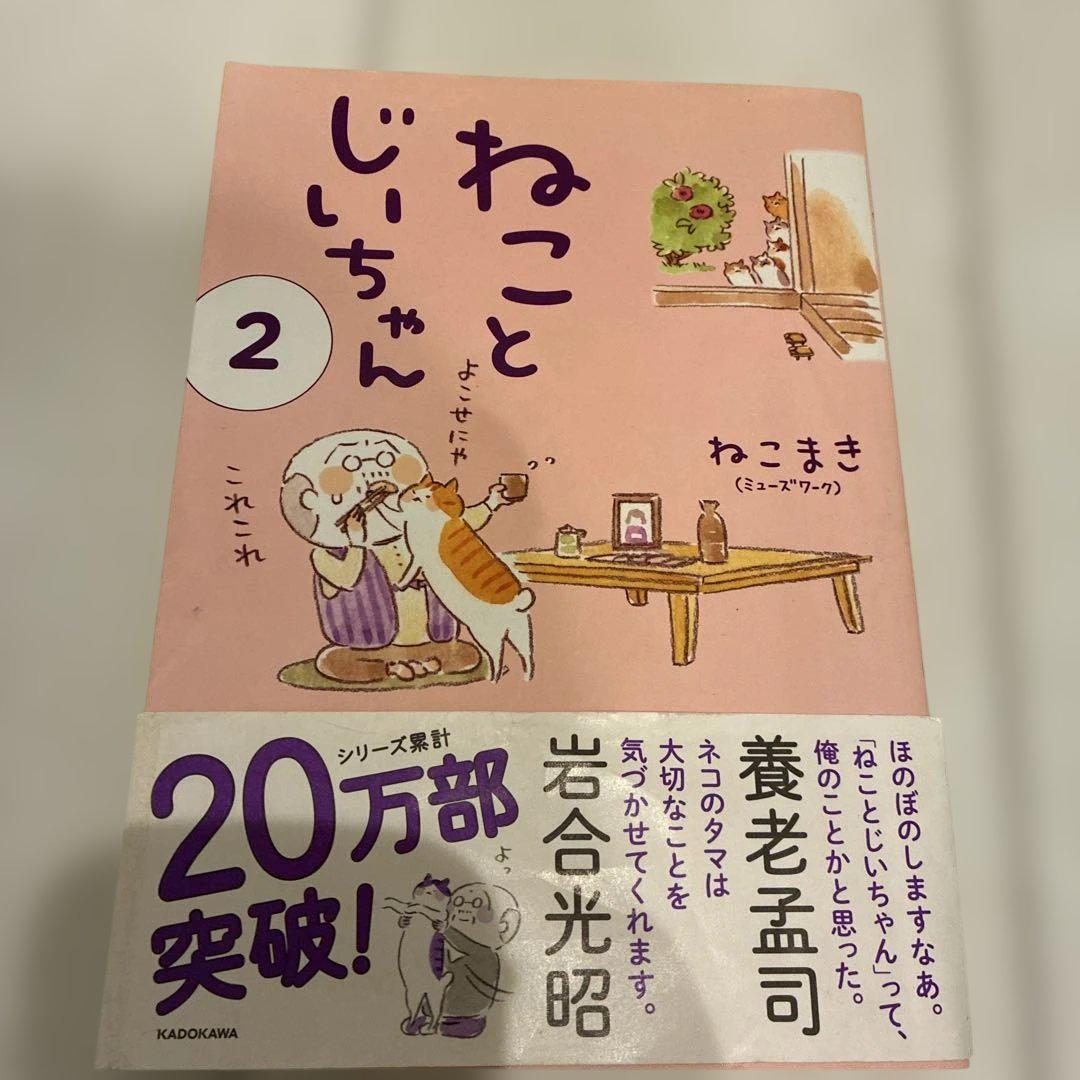 ねこと
じいちゃん
2
よこせにゃ
これこれ
ねこまき
(ミューズワーク)
ほのぼのしますなあ。
「ねことじいちゃん」って、
俺のことかと思った。
養老孟司
ネコのタマは
大切なことを
気づかせてくれます。
岩合光昭
シリーズ累計
20万部
突破!
よっ
KADOKAWA